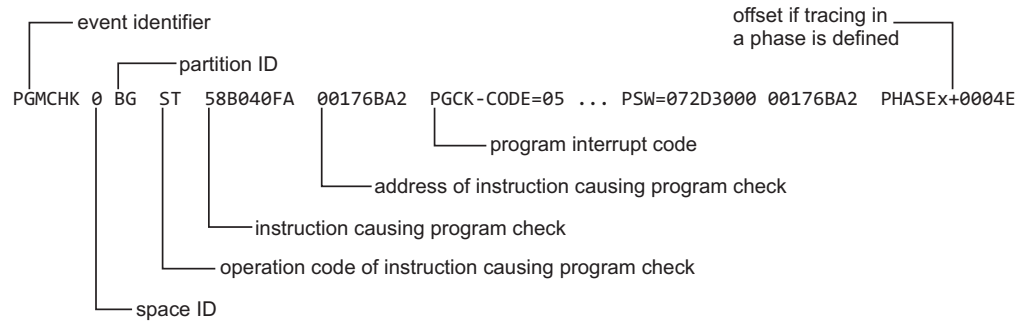 event identifier
offset if tracing in
a phase is defined
partition ID
PGMCHK 0 BG ST 58B040FA 00176BA2 PGCK-CODE=05 ... PSW=072D3000 00176BA2 PHASEx+0004E
program interrupt code
address of instruction causing program check
instruction causing program check
operation code of instruction causing program check
space ID